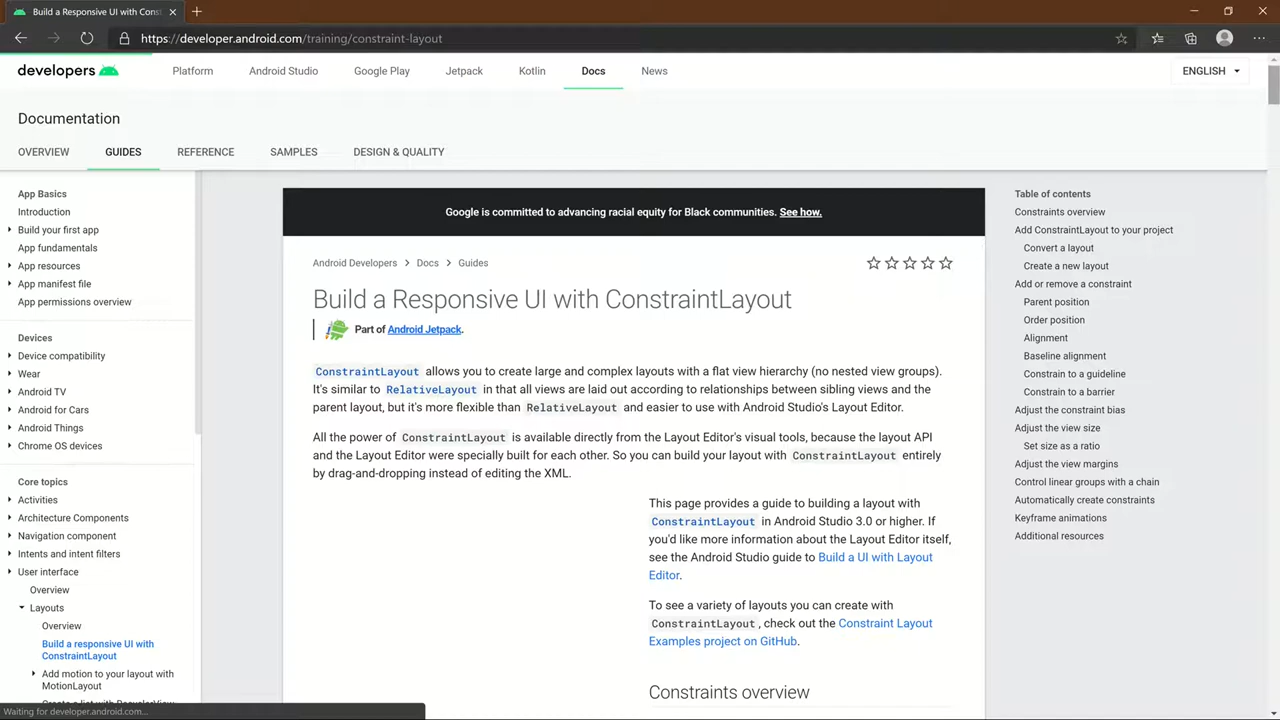 Build a Responsive UI with Const
https://developer.android.com/training/constraint-layout
developers
Platform
Android Studio
Google Play
Jetpack
Kotlin
Docs
News
ENGLISH
Documentation
OVERVIEW
GUIDES
REFERENCE
SAMPLES
DESIGN & QUALITY
App Basics
Introduction
Build your first app
App fundamentals
App resources
App manifest file
App permissions overview
Devices
Device compatibility
Wear
Android TV
Android for Cars
Android Things
Chrome OS devices
Core topics
Activities
Architecture Components
Navigation component
Intents and intent filters
User interface
Overview
Layouts
Overview
Build a responsive UI with
ConstraintLayout
Add motion to your layout with
MotionLayout
Create a list with RecyclerView
Waiting for developer.android.com...
Google is committed to advancing racial equity for Black communities. See how.
Android Developers > Docs > Guides
Build a Responsive UI with ConstraintLayout
Part of Android Jetpack.
ConstraintLayout allows you to create large and complex layouts with a flat view hierarchy (no nested view groups).
It's similar to RelativeLayout in that all views are laid out according to relationships between sibling views and the
parent layout, but it's more flexible than RelativeLayout and easier to use with Android Studio's Layout Editor.
All the power of ConstraintLayout is available directly from the Layout Editor's visual tools, because the layout API
and the Layout Editor were specially built for each other. So you can build your layout with ConstraintLayout entirely
by drag-and-dropping instead of editing the XML.
This page provides a guide to building a layout with
ConstraintLayout in Android Studio 3.0 or higher. If
you'd like more information about the Layout Editor itself,
see the Android Studio guide to Build a UI with Layout
Editor.
To see a variety of layouts you can create with
ConstraintLayout, check out the Constraint Layout
Examples project on GitHub.
Constraints overview
Table of contents
Constraints overview
Add ConstraintLayout to your project
Convert a layout
Create a new layout
Add or remove a constraint
Parent position
Order position
Alignment
Baseline alignment
Constrain to a guideline
Constrain to a barrier
Adjust the constraint bias
Adjust the view size
Set size as a ratio
Adjust the view margins
Control linear groups with a chain
Automatically create constraints
Keyframe animations
Additional resources